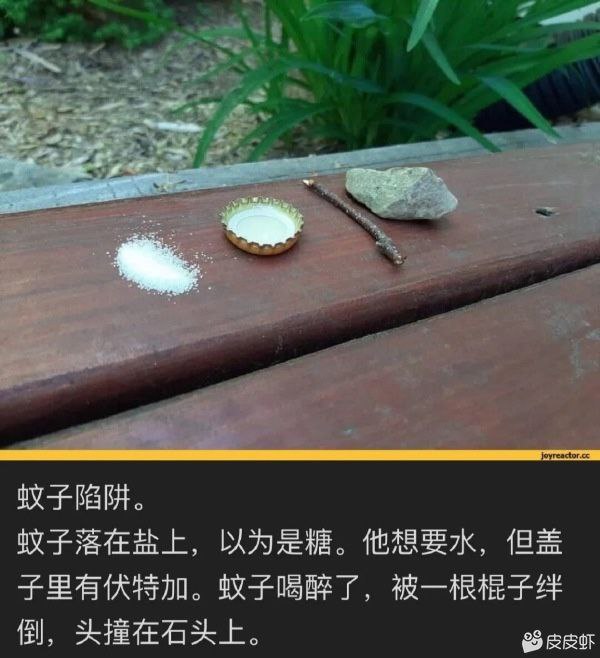 joyreactor.cc
蚊子陷阱。
蚊子落在盐上，以为是糖。他想要水，但盖
子里有伏特加。蚊子喝醉了，被一根棍子绊
倒，头撞在石头上。
皮皮虾